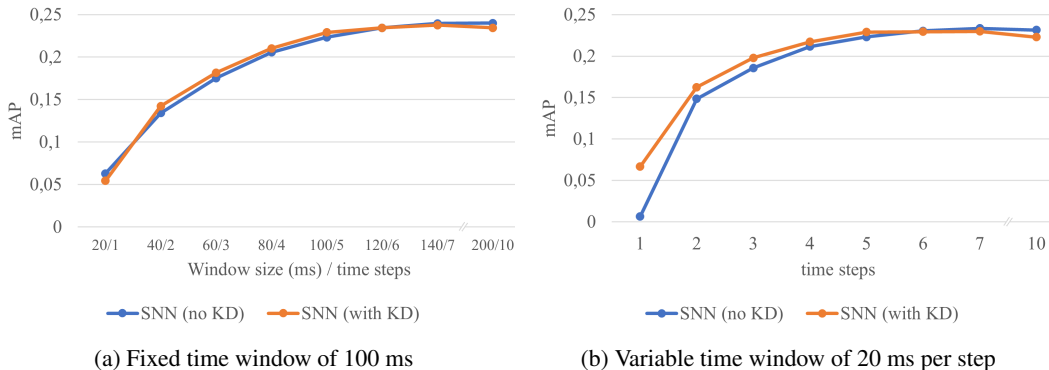 0,25
0,2
0,15
0,1
0,05
0
mAP
20/1 40/2 60/3 80/4 100/5 120/6 140/7 200/10
Window size (ms) / time steps
SNN (no KD) SNN (with KD)
(a) Fixed time window of 100 ms
0,25
0,2
0,15
0,1
0,05
0
mAP
1 2 3 4 5 6 7 10
time steps
SNN (no KD) SNN (with KD)
(b) Variable time window of 20 ms per step